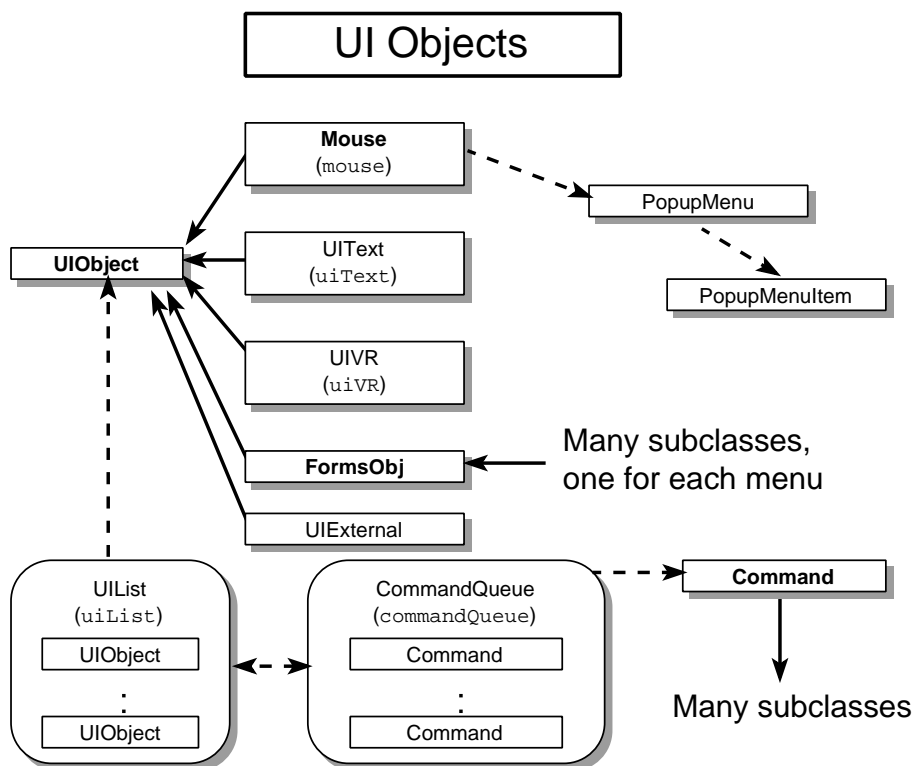 UI Objects
Mouse
(mouse)
PopupMenu
UIObject
UIText
(uiText)
PopupMenuItem
UIVR
(uiVR)
FormsObj
Many subclasses,
one for each menu
UIExternal
UIList
(uiList)
UIObject
:
UIObject
CommandQueue
(commandQueue)
Command
:
Command
Command
Many subclasses